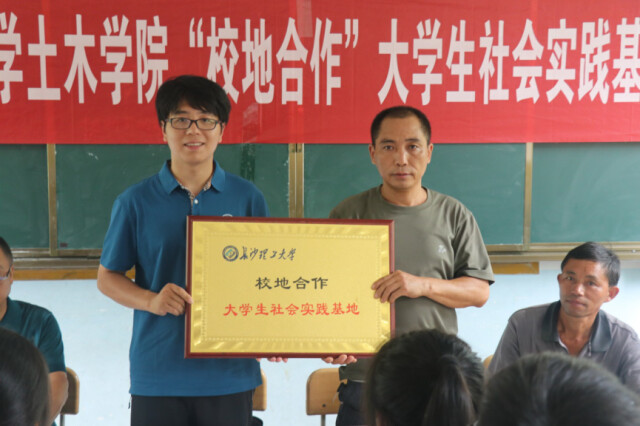 学土木学院“校地合作”大学生社会实践基
长沙理工大学
校地合作
大学生社会实践基地